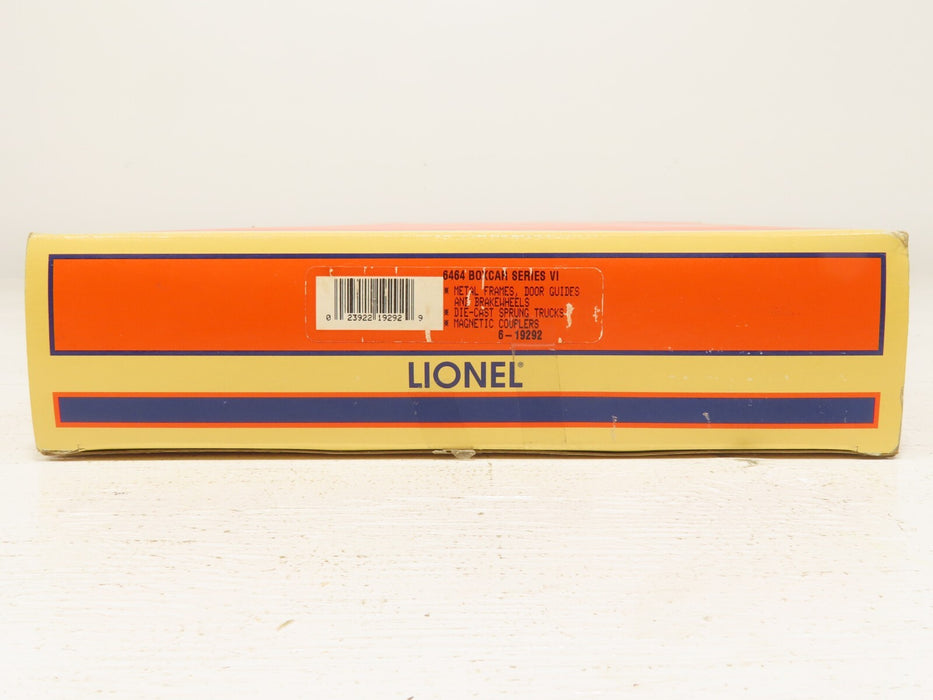 6464 BOXCAR SERIES VI
* METAL FRAMES, DOOR GUIDES
AND BRAKEWHEELS
* DIE-CAST SPRUNG TRUCKS
* MAGNETIC COUPLERS
6-19292
0 23922 19292 9
LIONEL®